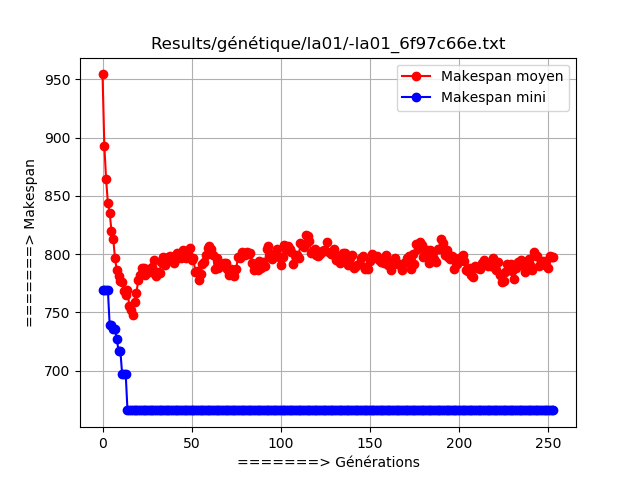 Results/génétique/la01/-la01_6f97c66e.txt
Makespan moyen
Makespan mini
=======> Makespan
950
900
850
800
750
700
0 50 100 150 200 250
=======> Générations